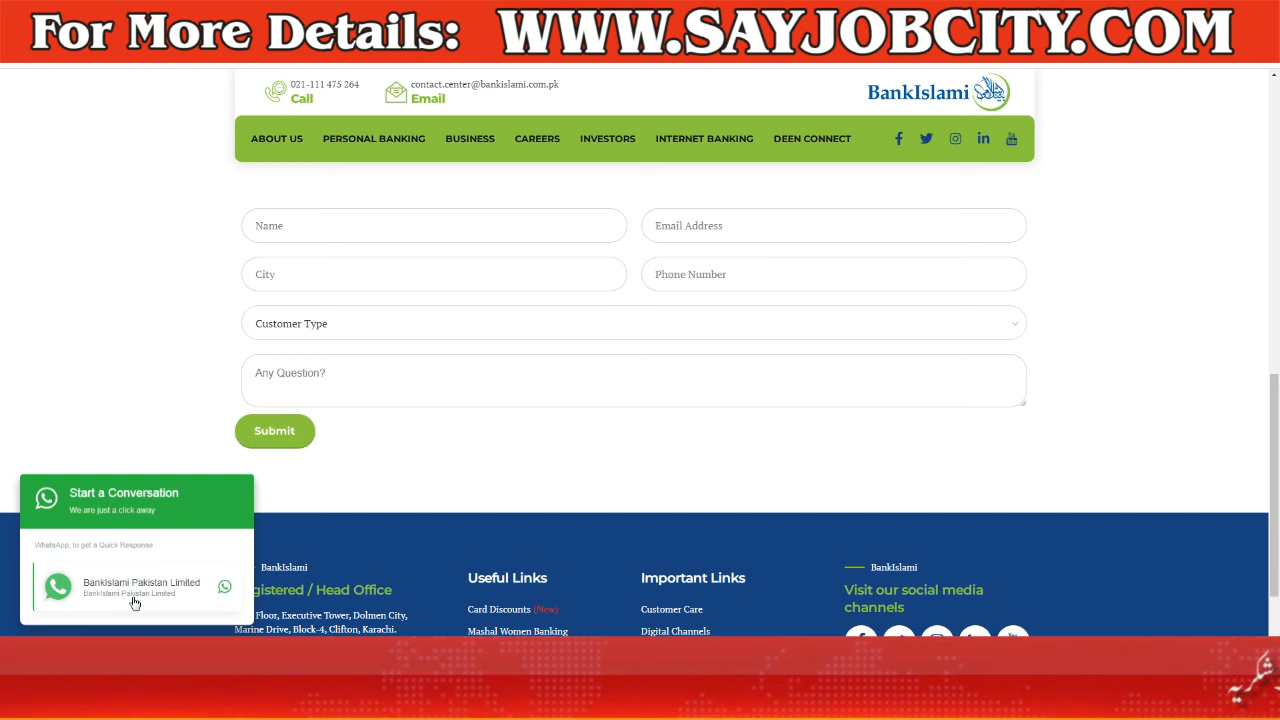 For More Details: WWW.SAYJOBCITY.COM
021-111 475 264
Call
contact.center@bankislami.com.pk
Email
BankIslami
ABOUT US PERSONAL BANKING BUSINESS CAREERS INVESTORS INTERNET BANKING DEEN CONNECT
Name
Email Address
City
Phone Number
Customer Type
Any Question?
Submit
Start a Conversation
We are just a click away
WhatsApp, to get a Quick Response
BankIslami Pakistan Limited
BankIslami Pakistan Limited
BankIslami
gistered / Head Office
Floor, Executive Tower, Dolmen City,
Marine Drive, Block-4, Clifton, Karachi.
Useful Links
Card Discounts (New)
Mashal Women Banking
Important Links
Customer Care
Digital Channels
BankIslami
Visit our social media
channels
شکریہ